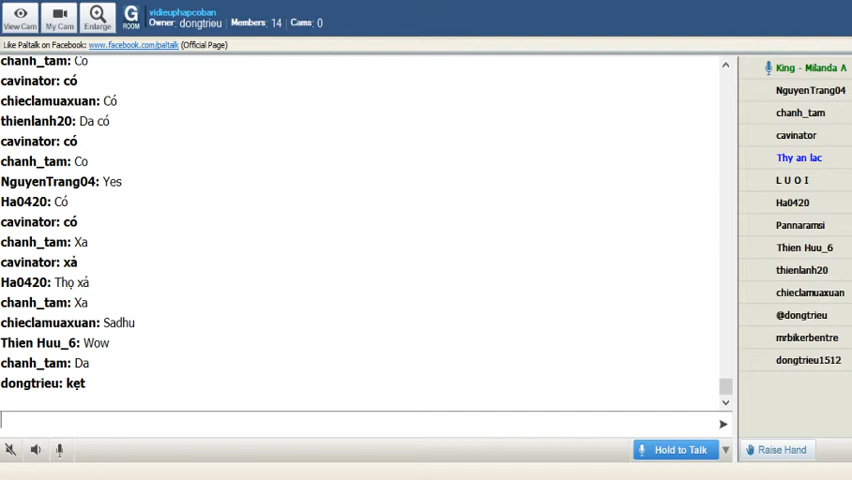 View Cam
My Cam
Enlarge
G
ROOM
vidieuphapcoban
Owner: dongtrieu Members: 14 Cams: 0
Like Paltalk on Facebook: www.facebook.com/paltalk (Official Page)
chanh_tam: Co
cavinator: có
chieclamuaxuan: Có
thienlanh20: Da có
cavinator: có
chanh_tam: Co
NguyenTrang04: Yes
Ha0420: Có
cavinator: có
chanh_tam: Xa
cavinator: xả
Ha0420: Thọ xả
chanh_tam: Xa
chieclamuaxuan: Sadhu
Thien Huu_6: Wow
chanh_tam: Da
dongtrieu: kẹt
King - Milanda A
NguyenTrang04
chanh_tam
cavinator
Thy an lac
L U O I
Ha0420
Pannaramsi
Thien Huu_6
thienlanh20
chieclamuaxuan
@dongtrieu
mrbikerbentre
dongtrieu1512
Hold to Talk
Raise Hand